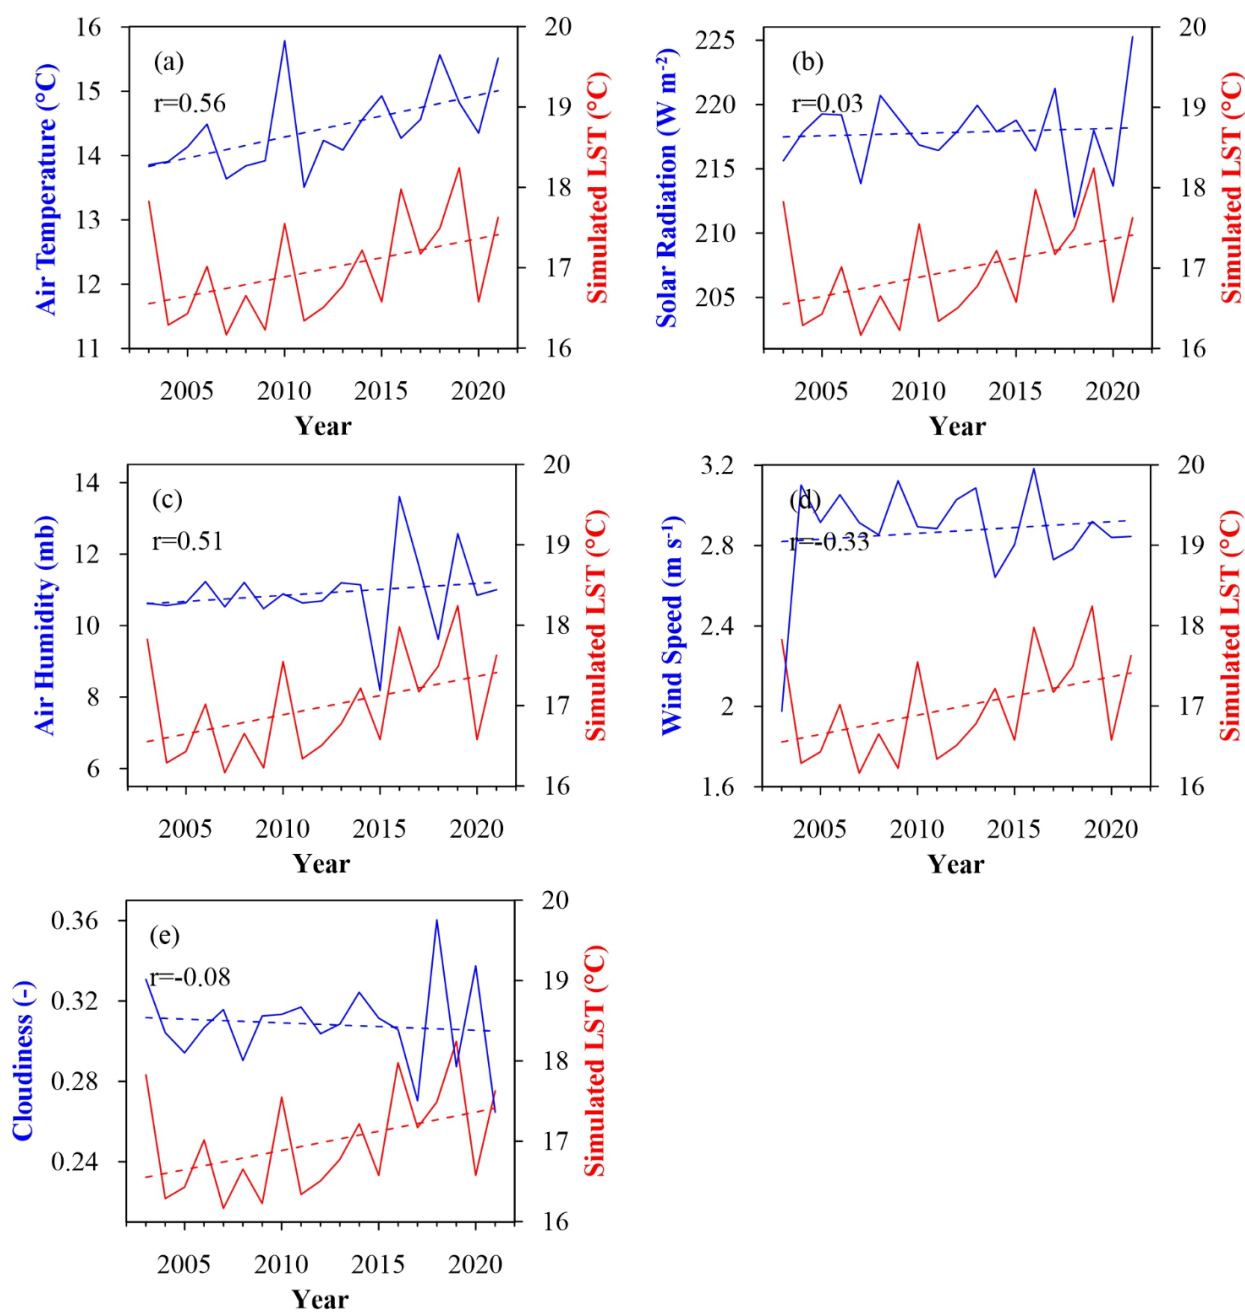 (a)
r=0.56
Air Temperature (°C)
16
15
14
13
12
11
20
19
18
17
16
Simulated LST (°C)
2005 2010 2015 2020
Year
(b)
r=0.03
Solar Radiation (W m⁻²)
225
220
215
210
205
20
19
18
17
16
Simulated LST (°C)
2005 2010 2015 2020
Year
(c)
r=0.51
Air Humidity (mb)
14
12
10
8
6
20
19
18
17
16
Simulated LST (°C)
2005 2010 2015 2020
Year
(d)
r=-0.33
Wind Speed (m s⁻¹)
3.2
2.8
2.4
2
1.6
20
19
18
17
16
Simulated LST (°C)
2005 2010 2015 2020
Year
(e)
r=-0.08
Cloudiness (-)
0.36
0.32
0.28
0.24
20
19
18
17
16
Simulated LST (°C)
2005 2010 2015 2020
Year